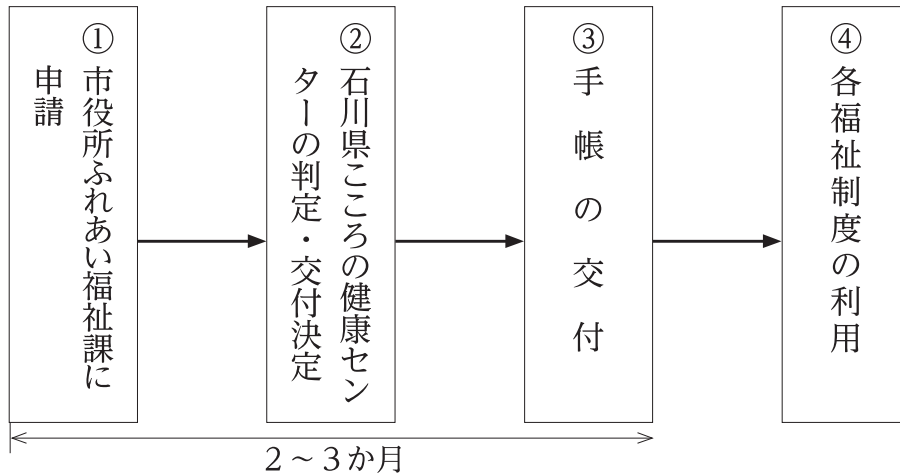 ①市役所ふれあい福祉課に
申請
②石川県こころの健康セン
ターの判定・交付決定
③手帳の交付
④各福祉制度の利用
2～3か月